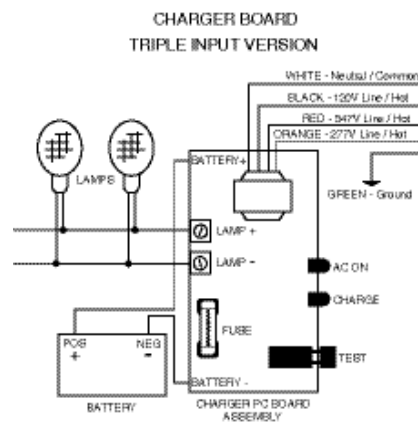 CHARGER BOARD
TRIPLE INPUT VERSION
WHITE - Neutral / Common
BLACK - 120V Line / Hot
RED - 347V Line / Hot
ORANGE - 277V Line / Hot
BATTERY+
GREEN - Ground
LAMPS
LAMP +
LAMP -
AC ON
CHARGE
FUSE
TEST
POS NEG
+ -
BATTERY -
BATTERY
CHARGER PC BOARD
ASSEMBLY